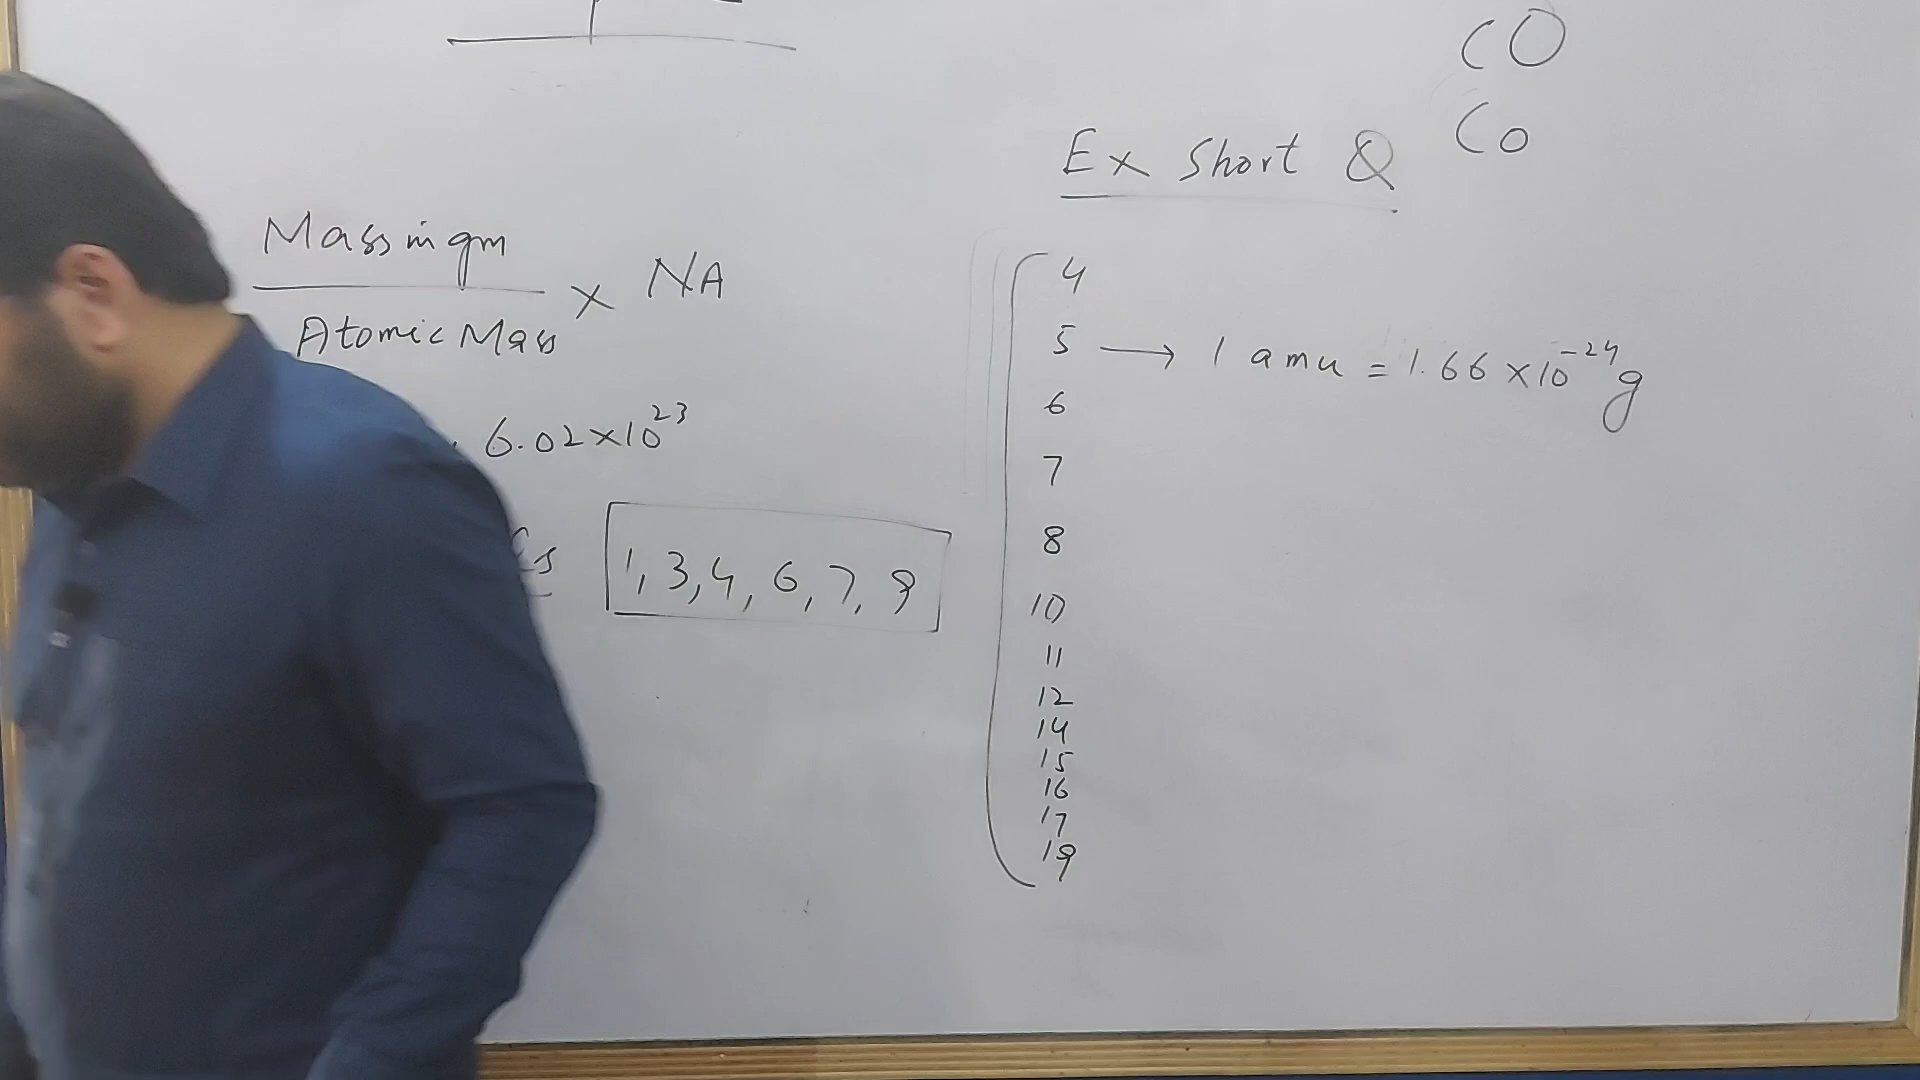 Mass in gm
Atomic Mass
× NA
6.02×10²³
1, 3, 4, 6, 7, 9
CO
Co
Ex Short Q
4
5 → 1 amu = 1.66 ×10⁻²⁴g
6
7
8
10
11
12
14
15
16
17
19